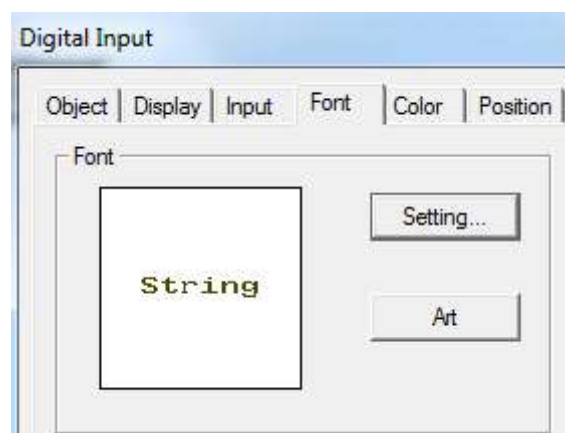 Digital Input
Object Display Input Font Color Position
Font
Setting...
String
Art